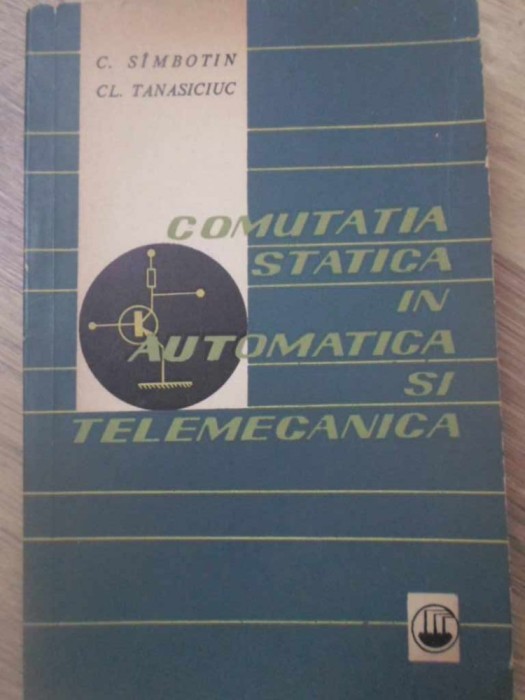 C. SÎMBOTIN
CL. TANASICIUC
COMUTATIA
STATICA
IN
AUTOMATICA
SI
TELEMECANICA